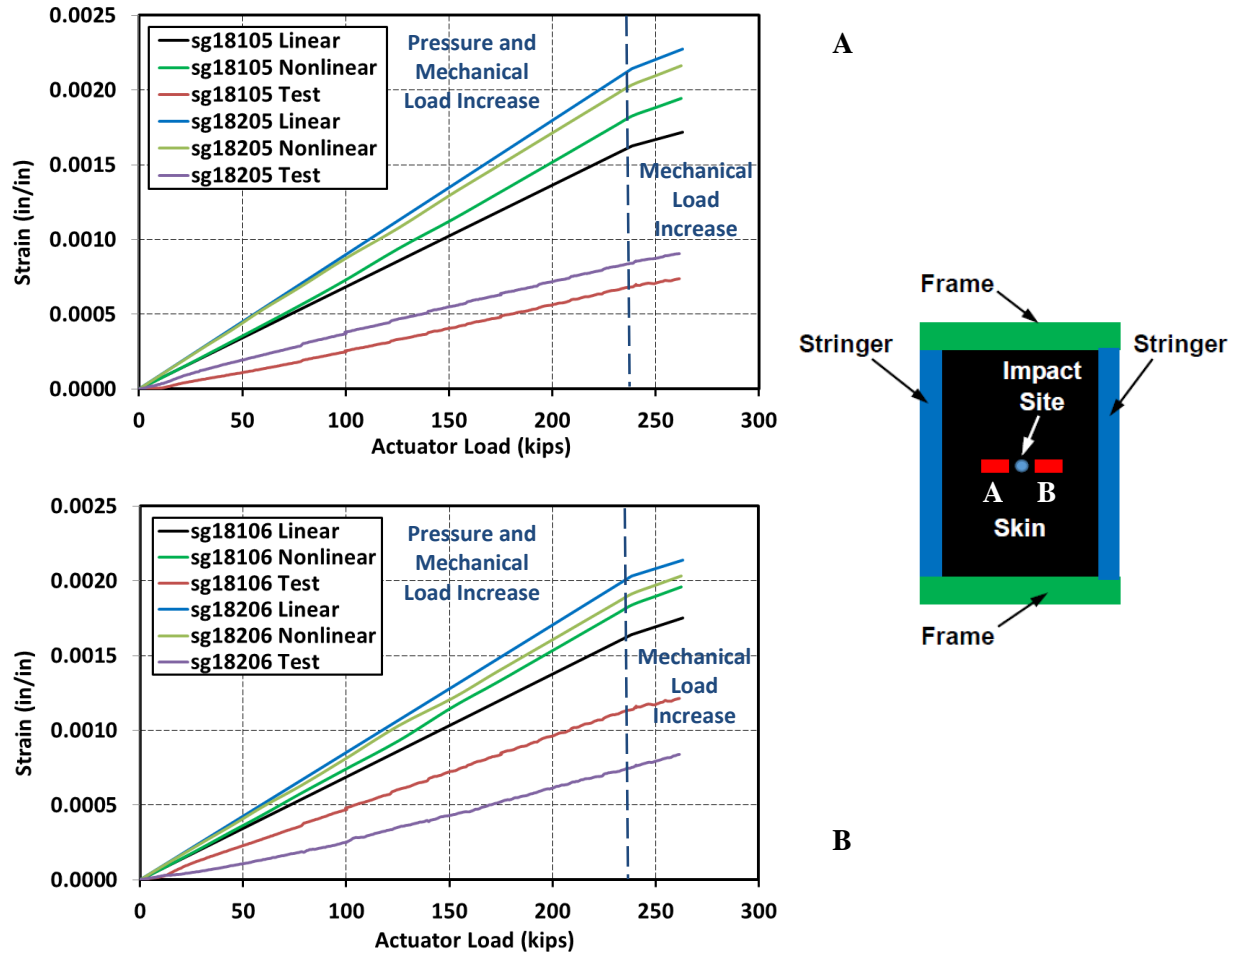 0.0025
0.0020
0.0015
0.0010
0.0005
0.0000
Strain (in/in)
sg18105 Linear
sg18105 Nonlinear
sg18105 Test
sg18205 Linear
sg18205 Nonlinear
sg18205 Test
Pressure and
Mechanical
Load Increase
Mechanical
Load
Increase
0 50 100 150 200 250 300
Actuator Load (kips)
A
0.0025
0.0020
0.0015
0.0010
0.0005
0.0000
Strain (in/in)
sg18106 Linear
sg18106 Nonlinear
sg18106 Test
sg18206 Linear
sg18206 Nonlinear
sg18206 Test
Pressure and
Mechanical
Load Increase
Mechanical
Load
Increase
0 50 100 150 200 250 300
Actuator Load (kips)
B
Frame
Stringer
Stringer
Impact
Site
A B
Skin
Frame